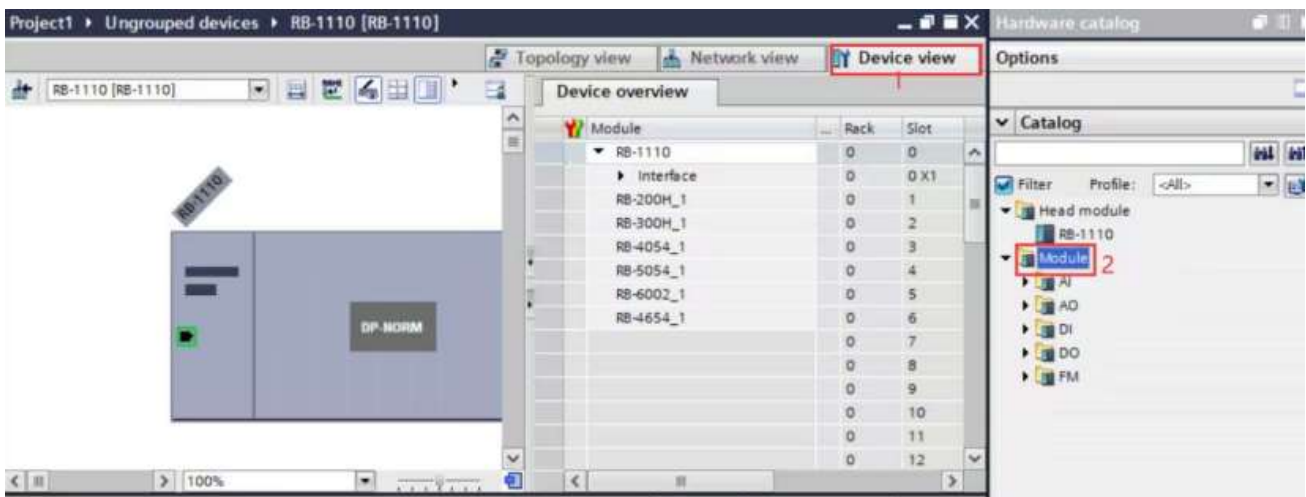 Project1 ▸ Ungrouped devices ▸ RB-1110 [RB-1110]
Hardware catalog
Topology view
Network view
Device view
1
Options
RB-1110 [RB-1110]
Device overview
Module ... Rack Slot
RB-1110 0 0
Interface 0 0 X1
RB-200H_1 0 1
RB-300H_1 0 2
RB-4054_1 0 3
RB-5054_1 0 4
RB-6002_1 0 5
RB-4654_1 0 6
0 7
0 8
0 9
0 10
0 11
0 12
RB-1110
DP-NORM
100%
Catalog
Filter Profile: <All>
Head module
RB-1110
Module 2
AI
AO
DI
DO
FM